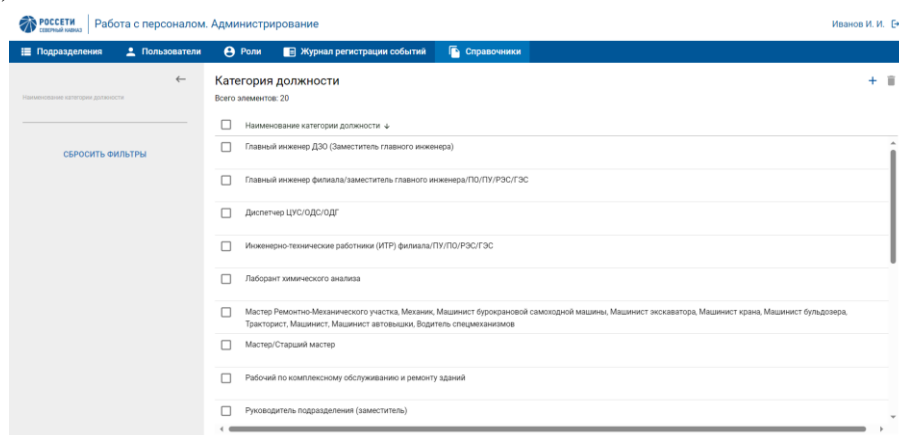 РОССЕТИ
СЕВЕРНЫЙ КАВКАЗ
Работа с персоналом. Администрирование
Иванов И. И.
Подразделения
Пользователи
Роли
Журнал регистрации событий
Справочники
Наименование категории должности
СБРОСИТЬ ФИЛЬТРЫ
Категория должности
Всего элементов: 20
Наименование категории должности ↓
Главный инженер ДЗО (Заместитель главного инженера)
Главный инженер филиала/заместитель главного инженера/ПО/ПУ/РЭС/ГЭС
Диспетчер ЦУС/ОДС/ОДГ
Инженерно-технические работники (ИТР) филиала/ПУ/ПО/РЭС/ГЭС
Лаборант химического анализа
Мастер Ремонтно-Механического участка, Механик, Машинист бурокрановой самоходной машины, Машинист экскаватора, Машинист крана, Машинист бульдозера,
Тракторист, Машинист, Машинист автовышки, Водитель спецмеханизмов
Мастер/Старший мастер
Рабочий по комплексному обслуживанию и ремонту зданий
Руководитель подразделения (заместитель)